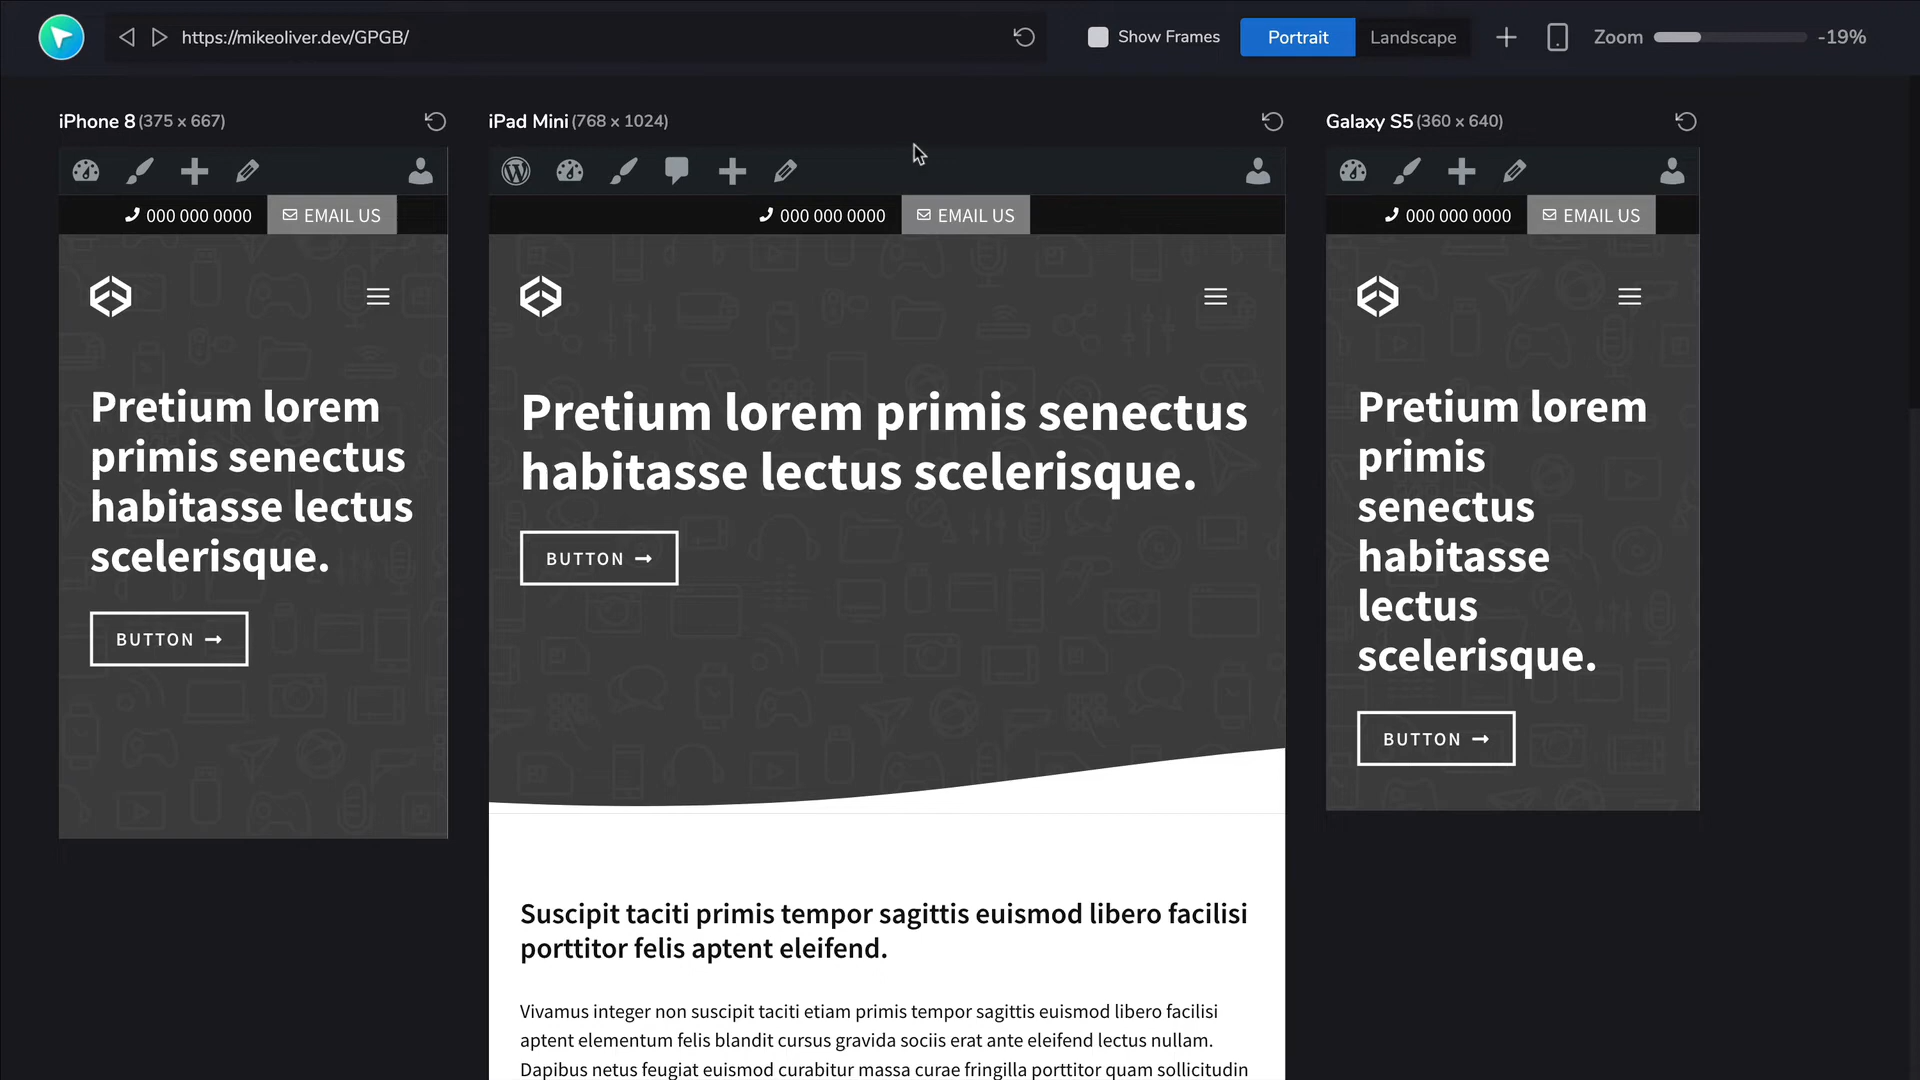 https://mikeoliver.dev/GPGB/
Show Frames
Portrait
Landscape
Zoom
-19%
iPhone 8 (375 x 667)
000 000 0000
EMAIL US
Pretium lorem
primis senectus
habitasse lectus
scelerisque.
BUTTON
iPad Mini (768 x 1024)
000 000 0000
EMAIL US
Pretium lorem primis senectus
habitasse lectus scelerisque.
BUTTON
Suscipit taciti primis tempor sagittis euismod libero facilisi
porttitor felis aptent eleifend.
Vivamus integer non suscipit taciti etiam primis tempor sagittis euismod libero facilisi
aptent elementum felis blandit cursus gravida sociis erat ante eleifend lectus nullam.
Dapibus netus feugiat euismod curabitur massa curae fringilla porttitor quam sollicitudin
Galaxy S5 (360 x 640)
000 000 0000
EMAIL US
Pretium lorem
primis
senectus
habitasse
lectus
scelerisque.
BUTTON